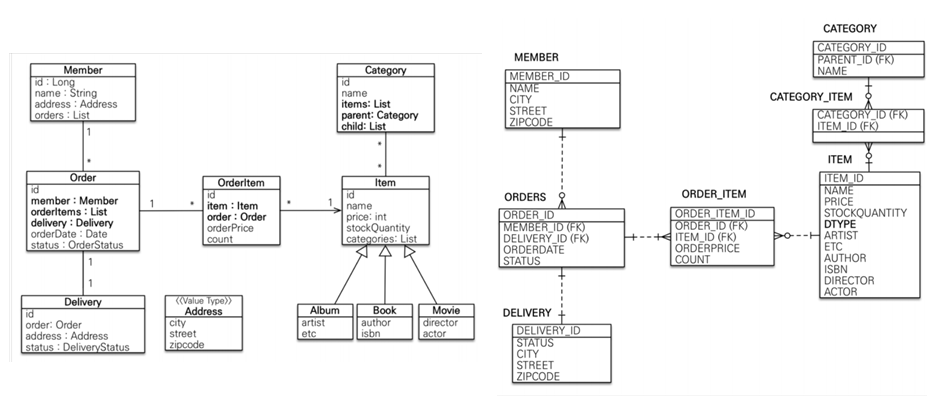 Member
id : Long
name : String
address : Address
orders : List
1
*
Order
id
member : Member
orderItems : List
delivery : Delivery
orderDate : Date
status : OrderStatus
1
*
OrderItem
id
item : Item
order : Order
orderPrice
count
*
1
Category
id
name
items: List
parent: Category
child: List
*
*
Item
id
name
price: int
stockQuantity
categories: List
1
1
Delivery
id
order: Order
address : Address
status : DeliveryStatus
⟨⟨Value Type⟩⟩
Address
city
street
zipcode
Album
artist
etc
Book
author
isbn
Movie
director
actor
MEMBER
MEMBER_ID
NAME
CITY
STREET
ZIPCODE
ORDERS
ORDER_ID
MEMBER_ID (FK)
DELIVERY_ID (FK)
ORDERDATE
STATUS
DELIVERY
DELIVERY_ID
STATUS
CITY
STREET
ZIPCODE
ORDER_ITEM
ORDER_ITEM_ID
ORDER_ID (FK)
ITEM_ID (FK)
ORDERPRICE
COUNT
CATEGORY
CATEGORY_ID
PARENT_ID (FK)
NAME
CATEGORY_ITEM
CATEGORY_ID (FK)
ITEM_ID (FK)
ITEM
ITEM_ID
NAME
PRICE
STOCKQUANTITY
DTYPE
ARTIST
ETC
AUTHOR
ISBN
DIRECTOR
ACTOR